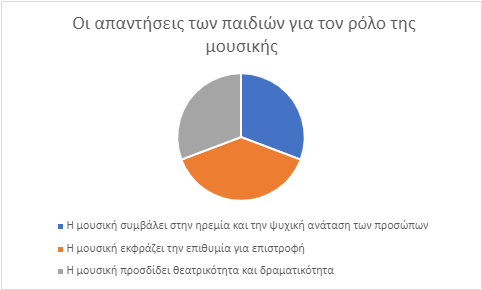 Οι απαντήσεις των παιδιών για τον ρόλο της
μουσικής
Η μουσική συμβάλει στην ηρεμία και την ψυχική ανάταση των προσώπων
Η μουσική εκφράζει την επιθυμία για επιστροφή
Η μουσική προσδίδει θεατρικότητα και δραματικότητα